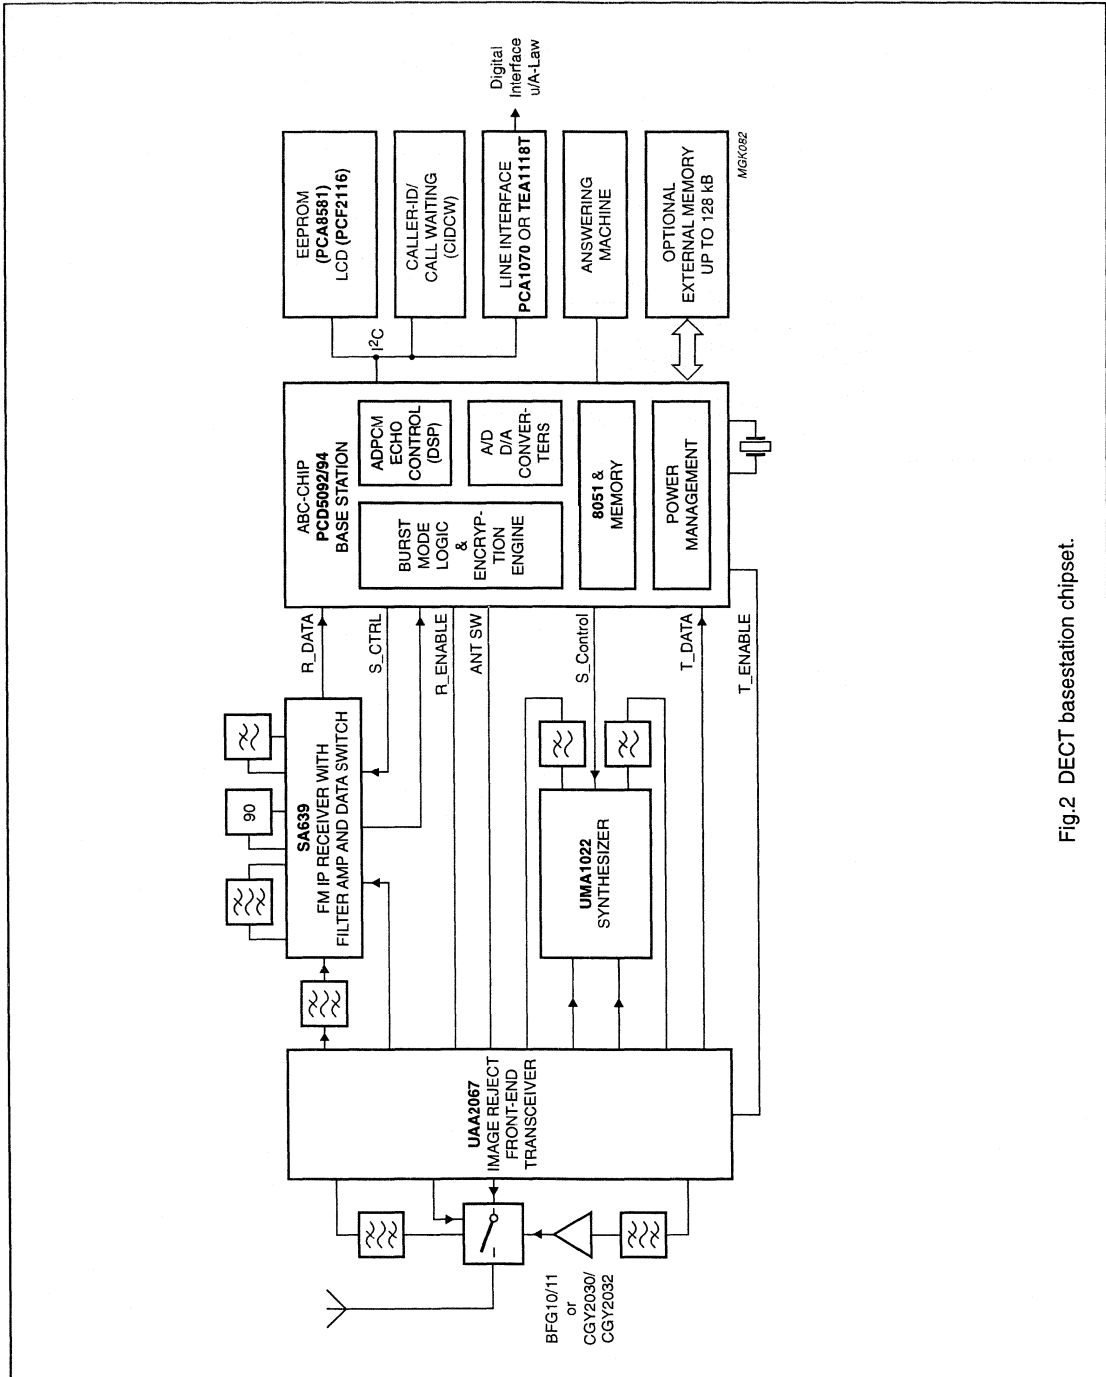 EEPROM
(PCA8581)
LCD (PCF2116)
CALLER-ID/
CALL WAITING
(CIDCW)
LINE INTERFACE
PCA1070 OR TEA1118T
Digital
Interface
u/A-Law
ANSWERING
MACHINE
OPTIONAL
EXTERNAL MEMORY
UP TO 128 kB
MGK082
I²C
ABC-CHIP
PCD5092/94
BASE STATION
ADPCM
ECHO
CONTROL
(DSP)
A/D
D/A
CONVER-
TERS
BURST
MODE
LOGIC
&
ENCRYP-
TION
ENGINE
8051 &
MEMORY
POWER
MANAGEMENT
R_DATA
S_CTRL
R_ENABLE
ANT SW
S_Control
T_DATA
T_ENABLE
90
SA639
FM IP RECEIVER WITH
FILTER AMP AND DATA SWITCH
UMA1022
SYNTHESIZER
UAA2067
IMAGE REJECT
FRONT-END
TRANSCEIVER
BFG10/11
or
CGY2030/
CGY2032
Fig.2 DECT basestation chipset.